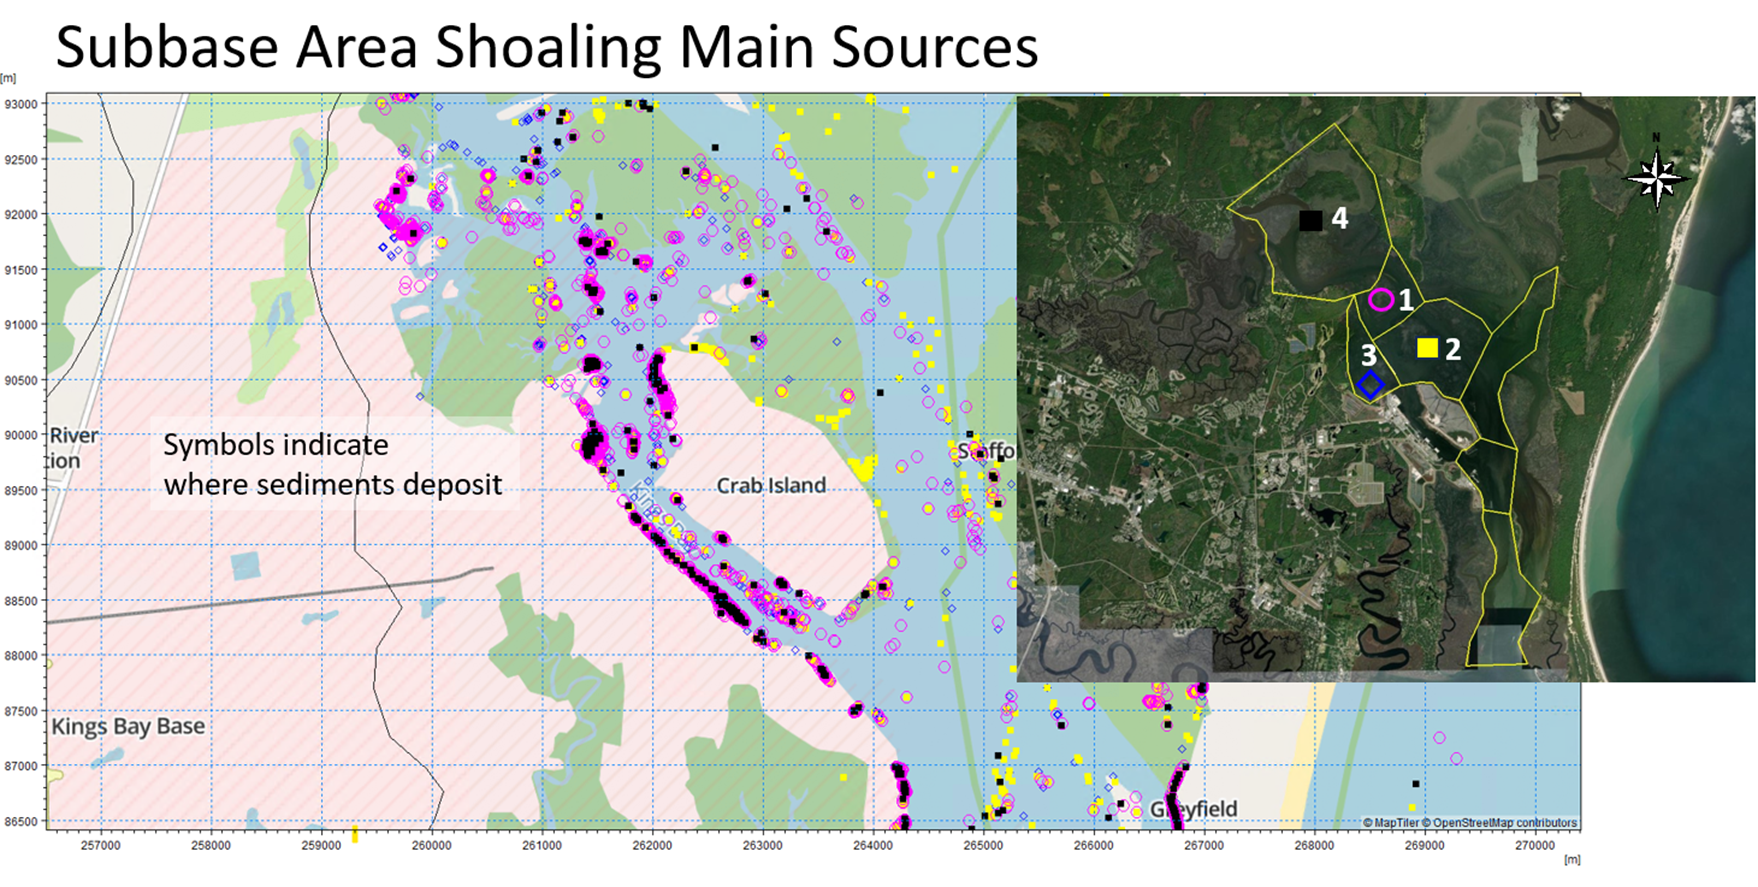 Subbase Area Shoaling Main Sources
[m]
93000
92500
92000
91500
91000
90500
90000
89500
89000
88500
88000
87500
87000
86500
River
tion
Symbols indicate
where sediments deposit
Crab Island
Kings Bay Base
Greyfield
N
4
1
2
3
© MapTiler © OpenStreetMap contributors
257000 258000 259000 260000 261000 262000 263000 264000 265000 266000 267000 268000 269000 270000
[m]